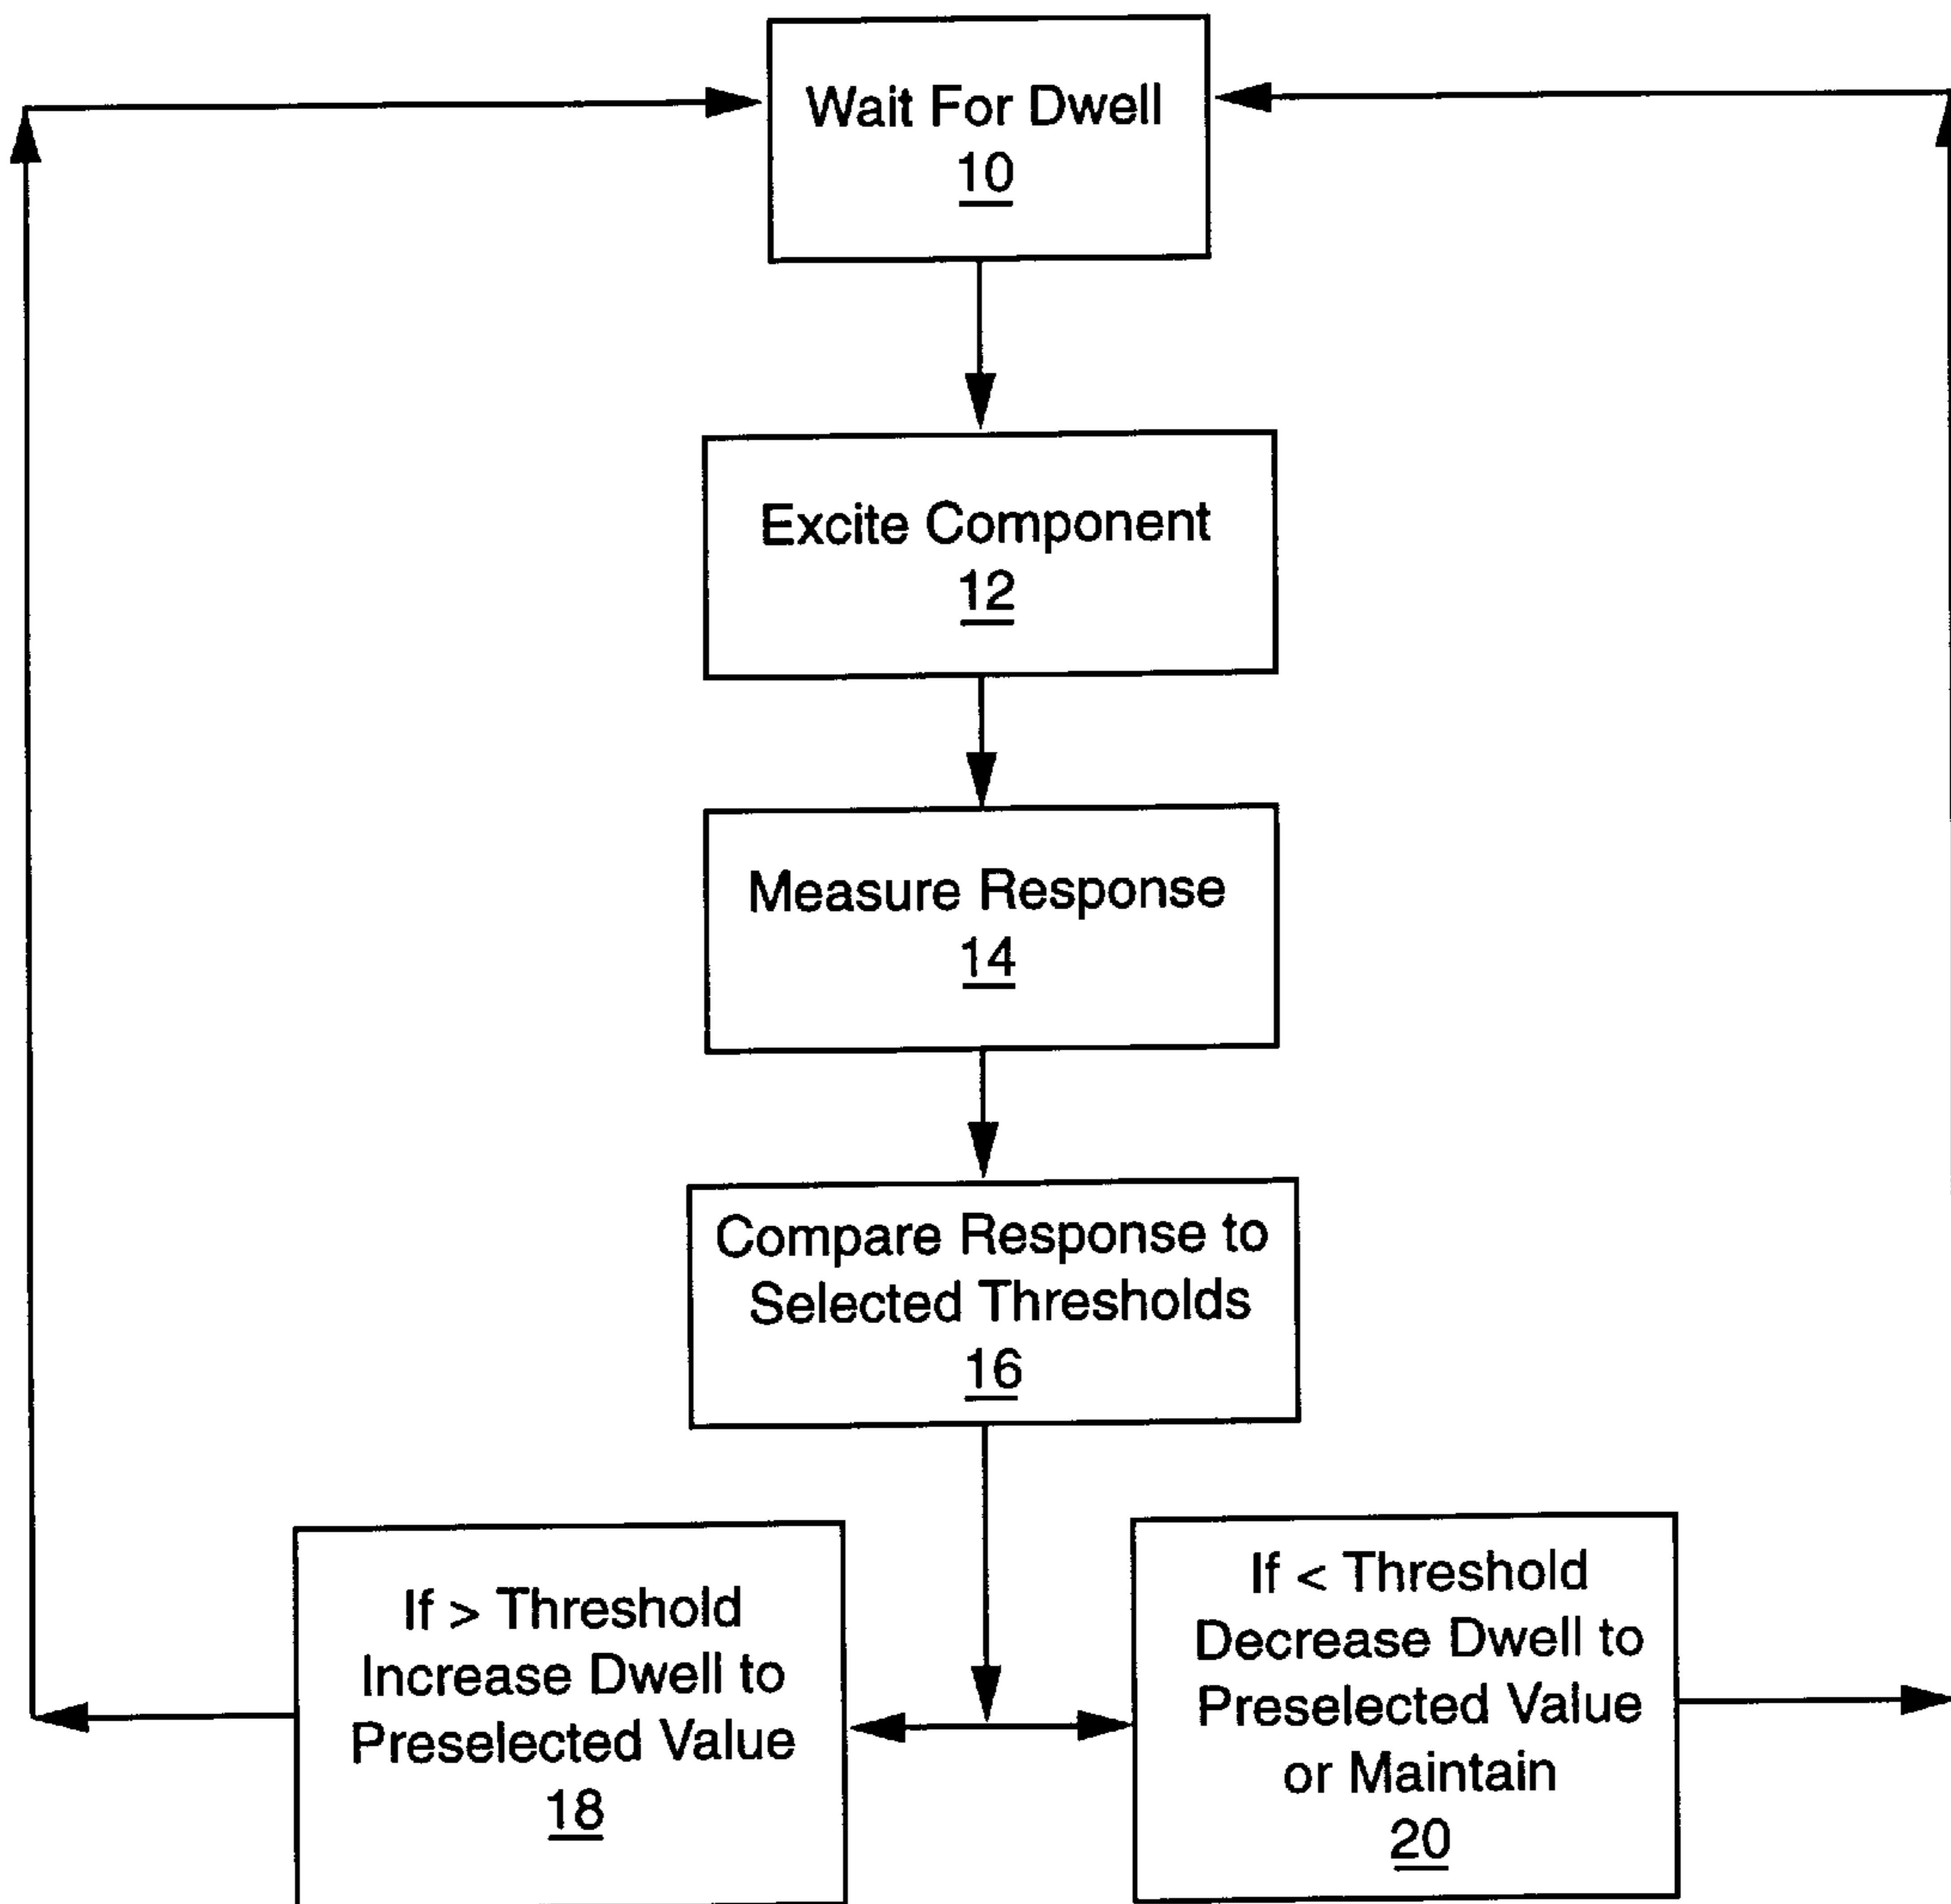 Wait For Dwell
10
Excite Component
12
Measure Response
14
Compare Response to
Selected Thresholds
16
If > Threshold
Increase Dwell to
Preselected Value
18
If < Threshold
Decrease Dwell to
Preselected Value
or Maintain
20